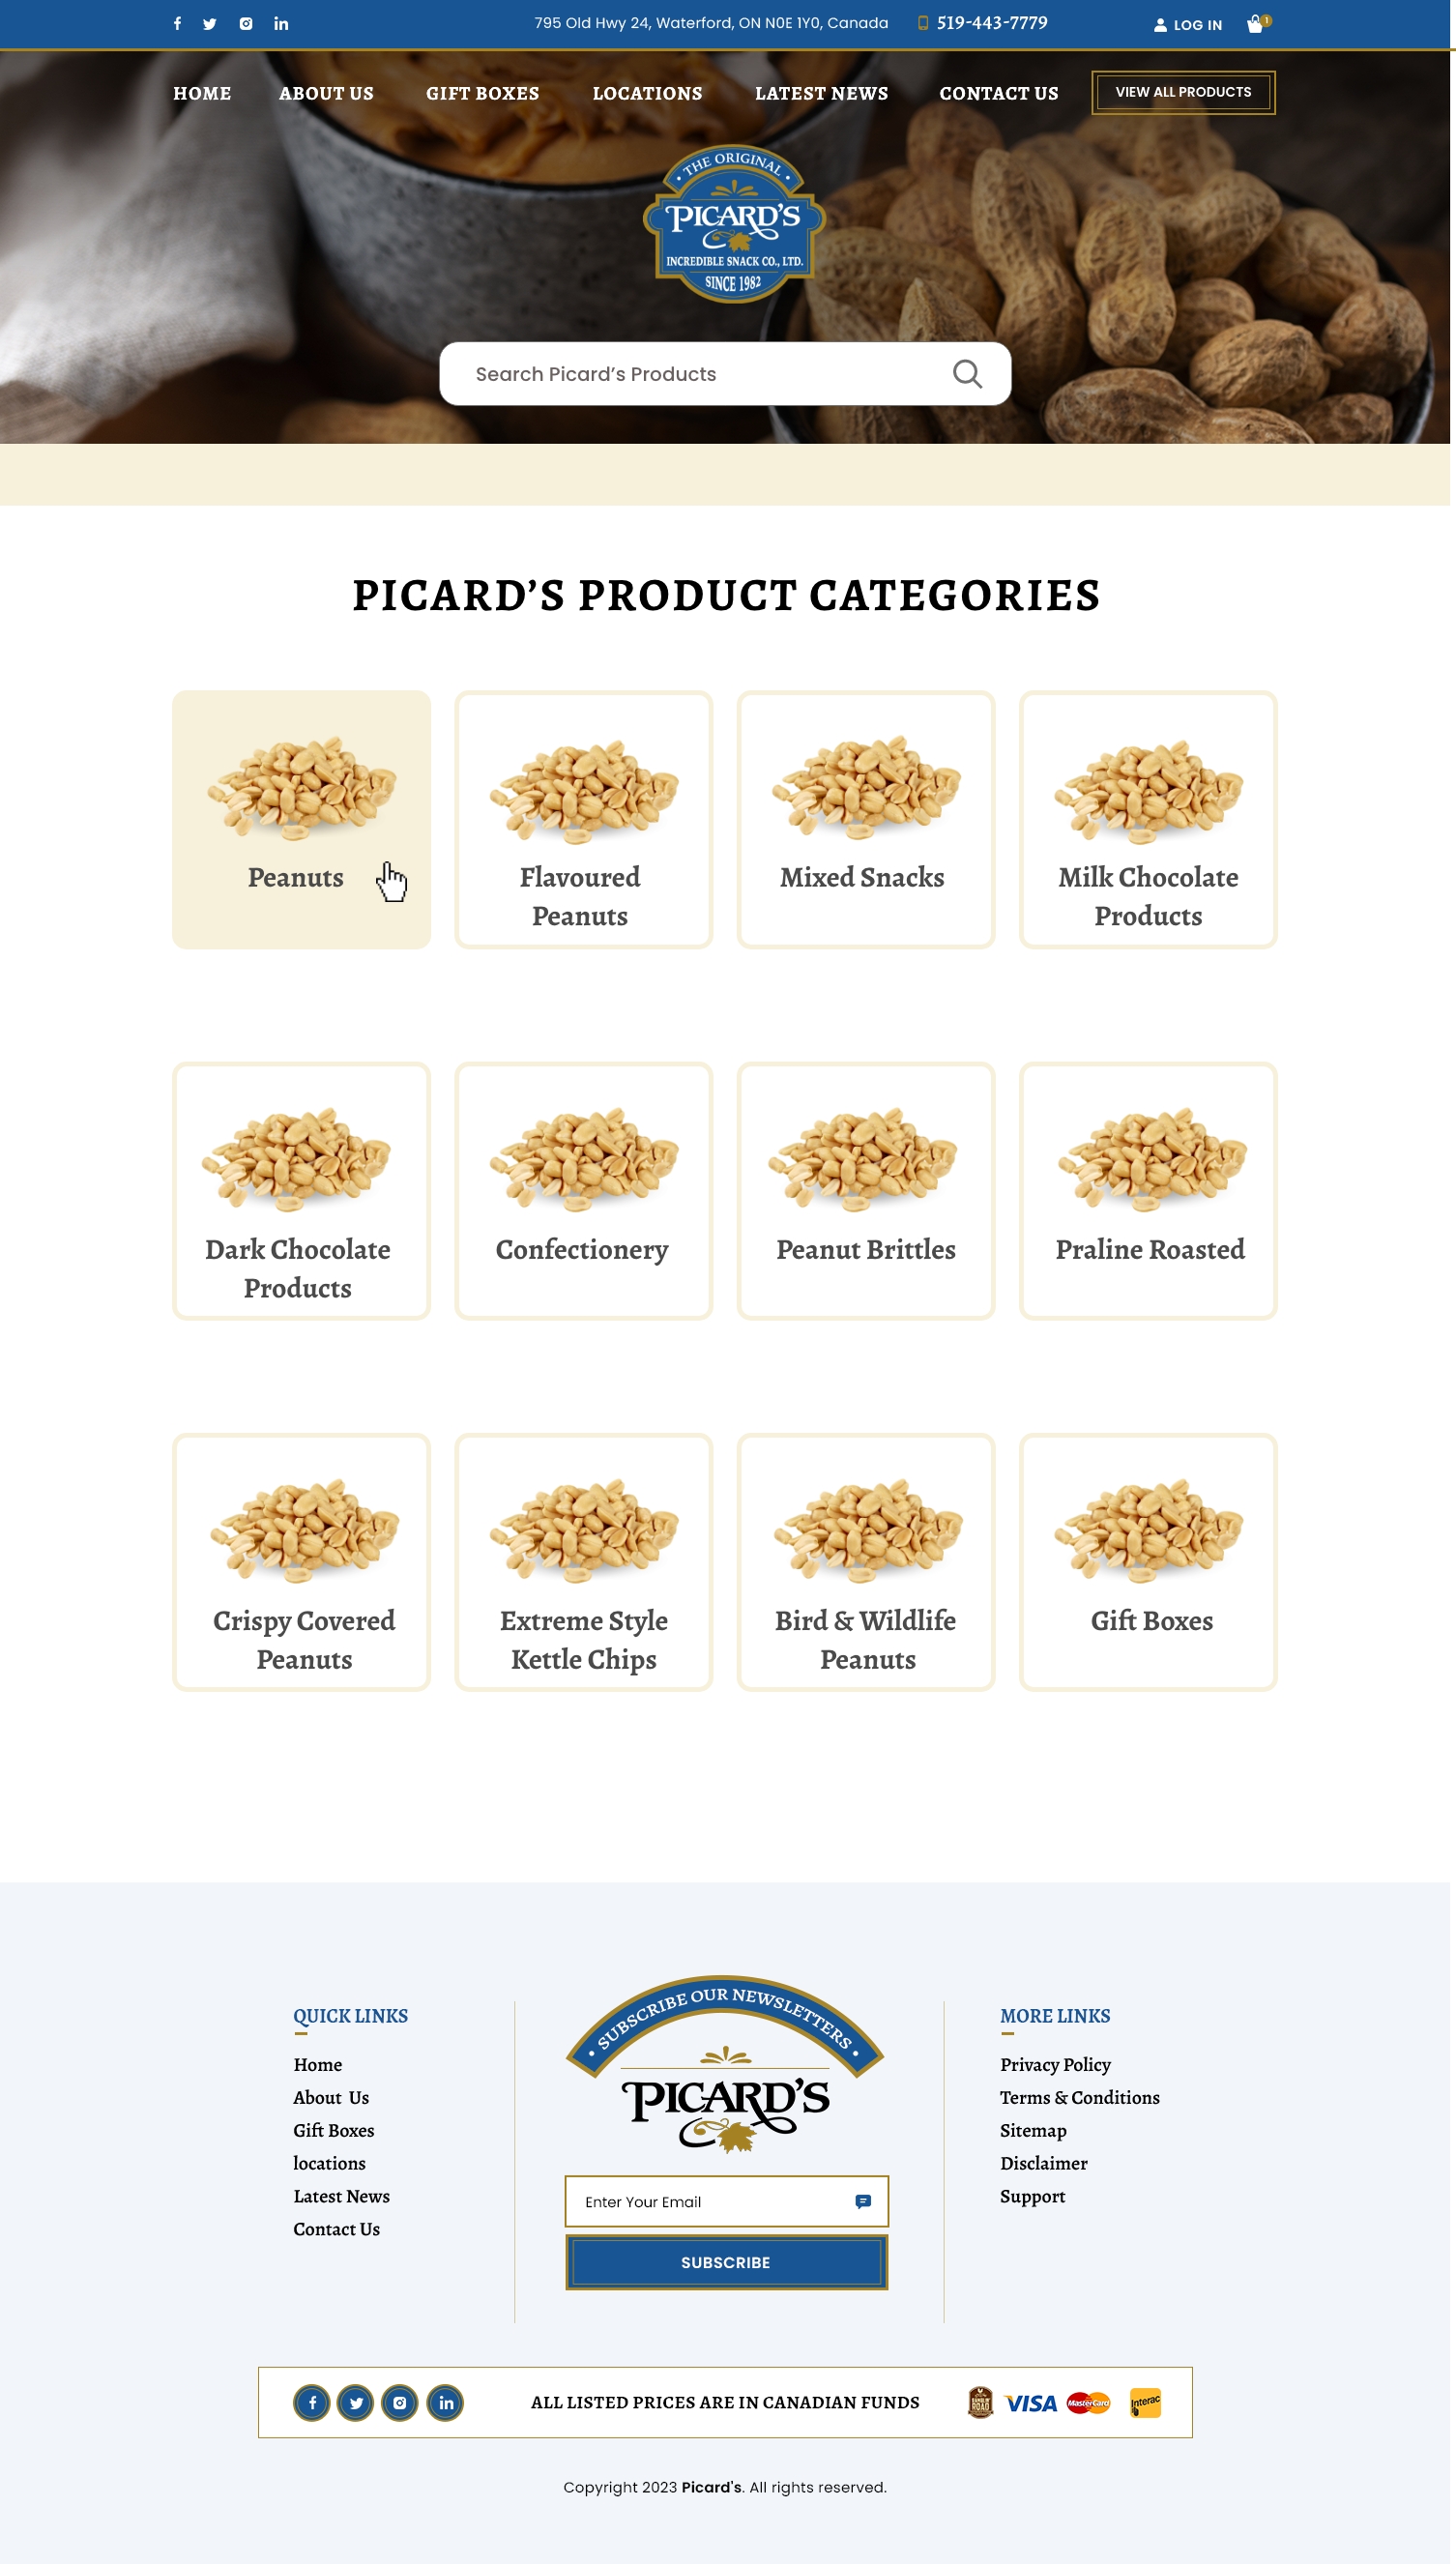 795 Old Hwy 24, Waterford, ON N0E 1Y0, Canada
519-443-7779
LOG IN
1
HOME
ABOUT US
GIFT BOXES
LOCATIONS
LATEST NEWS
CONTACT US
VIEW ALL PRODUCTS
• THE ORIGINAL •
PICARD'S
INCREDIBLE SNACK CO., LTD.
SINCE 1982
Search Picard’s Products
PICARD’S PRODUCT CATEGORIES
Peanuts
Flavoured
Peanuts
Mixed Snacks
Milk Chocolate
Products
Dark Chocolate
Products
Confectionery
Peanut Brittles
Praline Roasted
Crispy Covered
Peanuts
Extreme Style
Kettle Chips
Bird & Wildlife
Peanuts
Gift Boxes
QUICK LINKS
Home
About Us
Gift Boxes
locations
Latest News
Contact Us
• SUBSCRIBE OUR NEWSLETTERS •
PICARD'S
Enter Your Email
SUBSCRIBE
MORE LINKS
Privacy Policy
Terms & Conditions
Sitemap
Disclaimer
Support
ALL LISTED PRICES ARE IN CANADIAN FUNDS
ROAD
VISA
MasterCard
Interac
Copyright 2023 Picard's. All rights reserved.